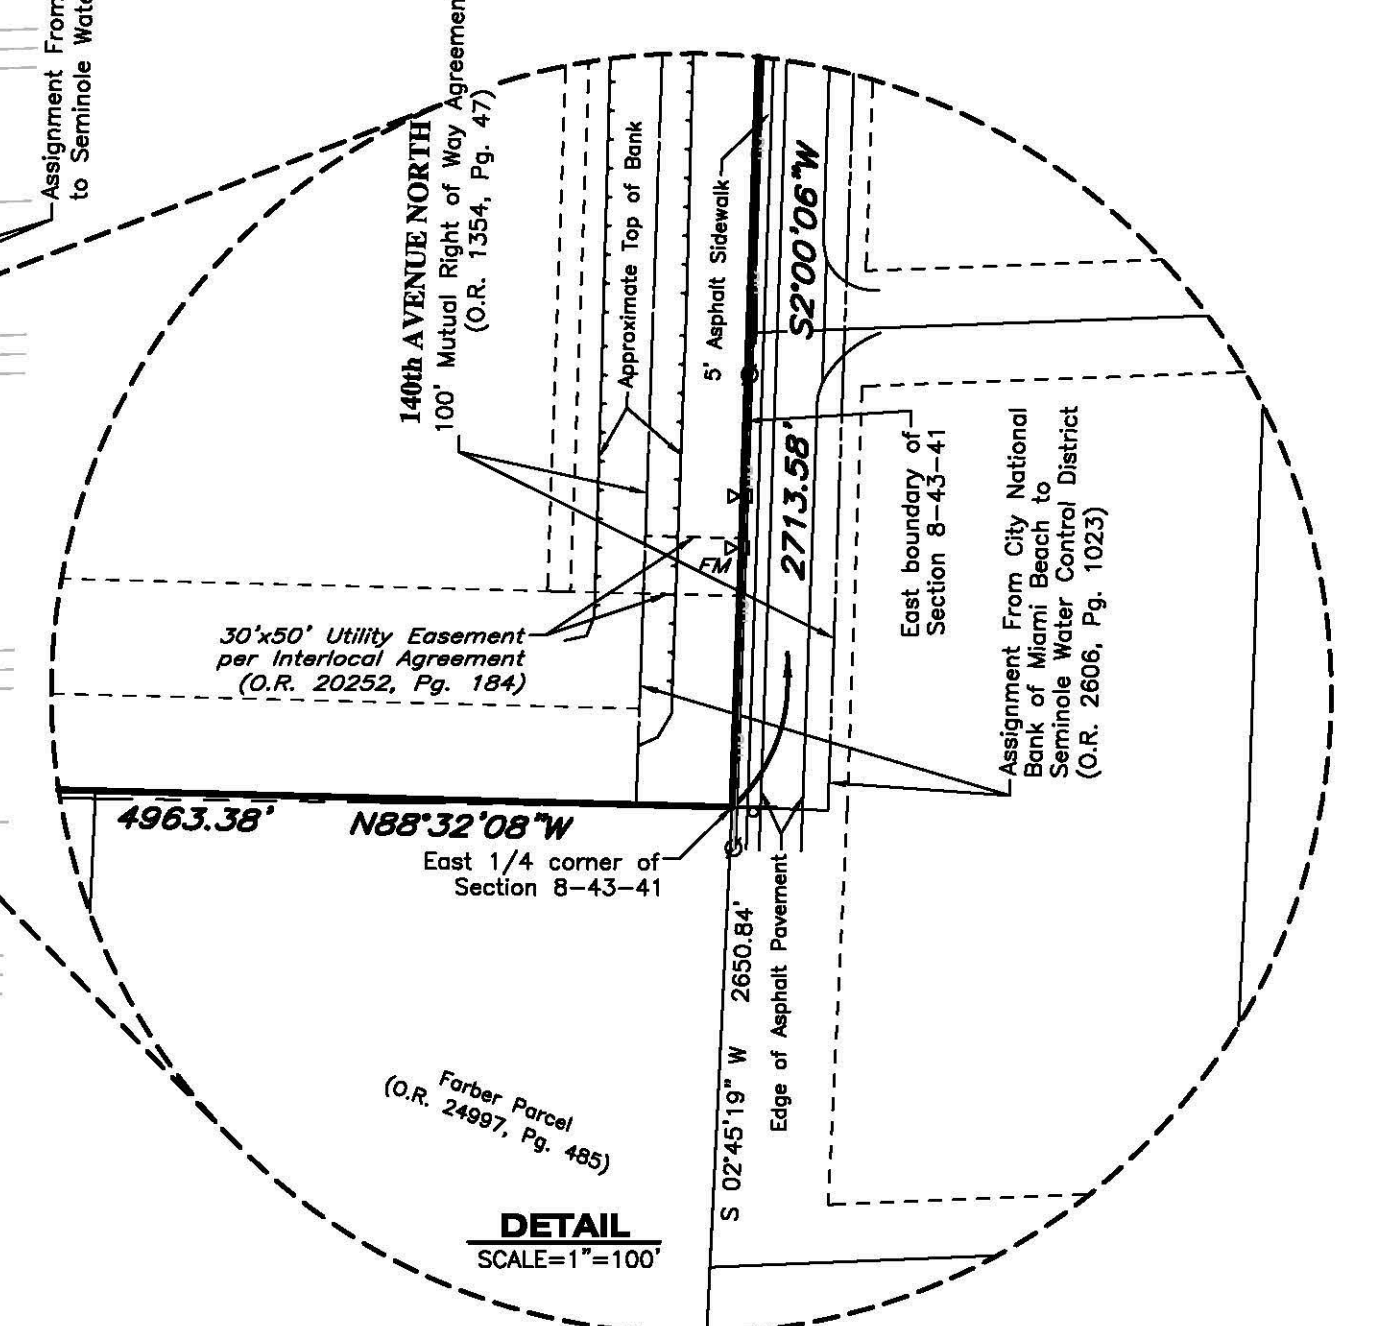 Assignment From
to Seminole Wate
140th AVENUE NORTH
100' Mutual Right of Way Agreemen
(O.R. 1354, Pg. 47)
Approximate Top of Bank
5' Asphalt Sidewalk
S2°00'06"W
2713.58'
East boundary of
Section 8-43-41
Assignment From City National
Bank of Miami Beach to
Seminole Water Control District
(O.R. 2606, Pg. 1023)
FM
30'x50' Utility Easement
per Interlocal Agreement
(O.R. 20252, Pg. 184)
4963.38'
N88°32'08"W
East 1/4 corner of
Section 8-43-41
S 02°45'19" W 2650.84'
Edge of Asphalt Pavement
Farber Parcel
(O.R. 24997, Pg. 485)
DETAIL
SCALE=1"=100'